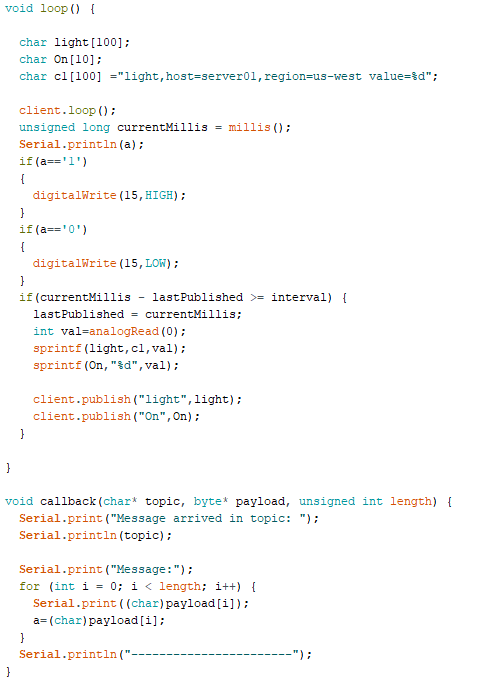 void loop() {
char light[100];
char On[10];
char cl[100] ="light,host=server01,region=us-west value=%d";
client.loop();
unsigned long currentMillis = millis();
Serial.println(a);
if(a=='1')
{
digitalWrite(15,HIGH);
}
if(a=='0')
{
digitalWrite(15,LOW);
}
if(currentMillis - lastPublished >= interval) {
lastPublished = currentMillis;
int val=analogRead(0);
sprintf(light,cl,val);
sprintf(On,"%d",val);
client.publish("light",light);
client.publish("On",On);
}
}
void callback(char* topic, byte* payload, unsigned int length) {
Serial.print("Message arrived in topic: ");
Serial.println(topic);
Serial.print("Message:");
for (int i = 0; i < length; i++) {
Serial.print((char)payload[i]);
a=(char)payload[i];
}
Serial.println("-----------------------");
}